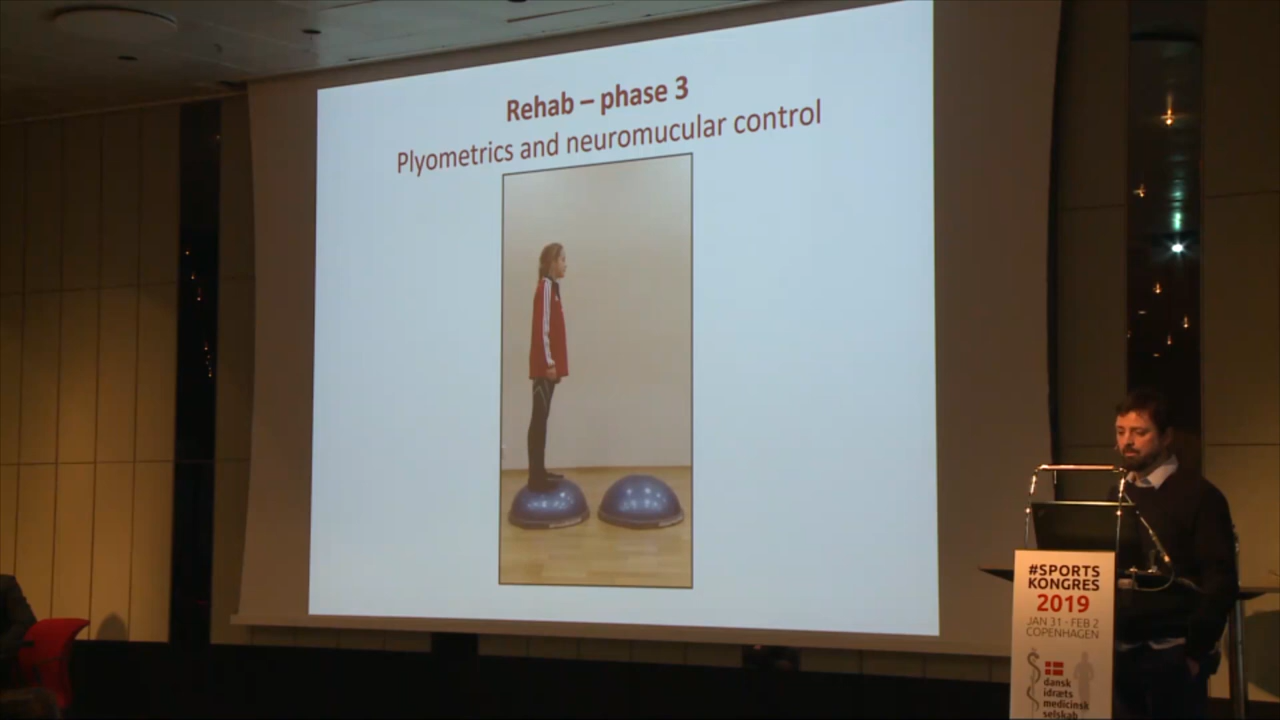 Rehab – phase 3
Plyometrics and neuromucular control
#SPORTS
KONGRES
2019
JAN 31 - FEB 2
COPENHAGEN
dansk
idræts
medicinsk
selskab